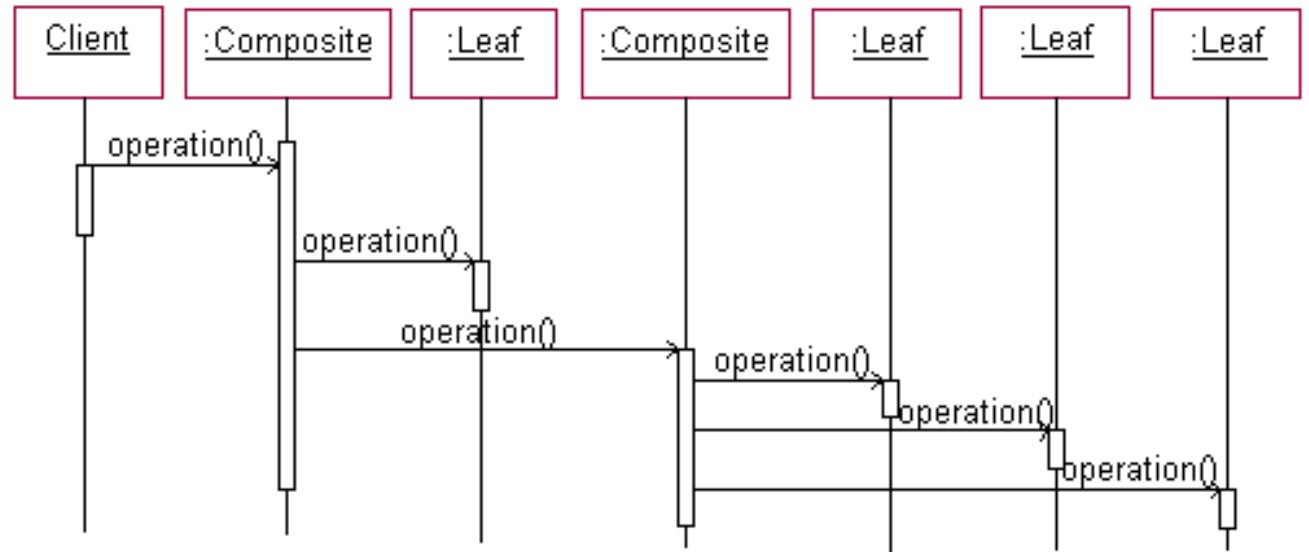 Client
:Composite
:Leaf
:Composite
:Leaf
:Leaf
:Leaf
operation()
operation()
operation()
operation()
operation()
operation()